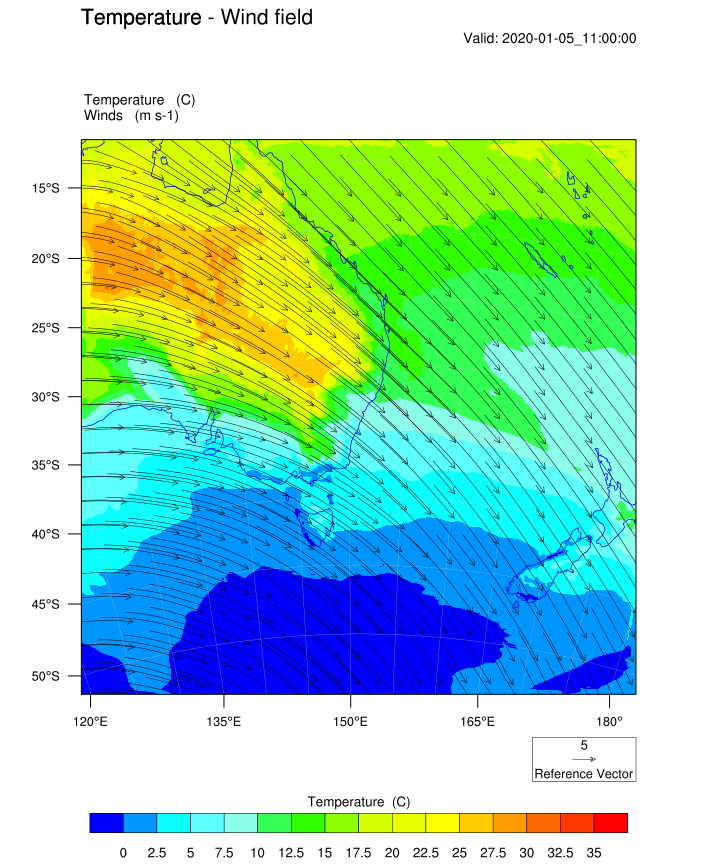 Temperature - Wind field
Valid: 2020-01-05_11:00:00
Temperature (C)
Winds (m s-1)
15°S
20°S
25°S
30°S
35°S
40°S
45°S
50°S
120°E 135°E 150°E 165°E 180°
5
Reference Vector
Temperature (C)
0 2.5 5 7.5 10 12.5 15 17.5 20 22.5 25 27.5 30 32.5 35